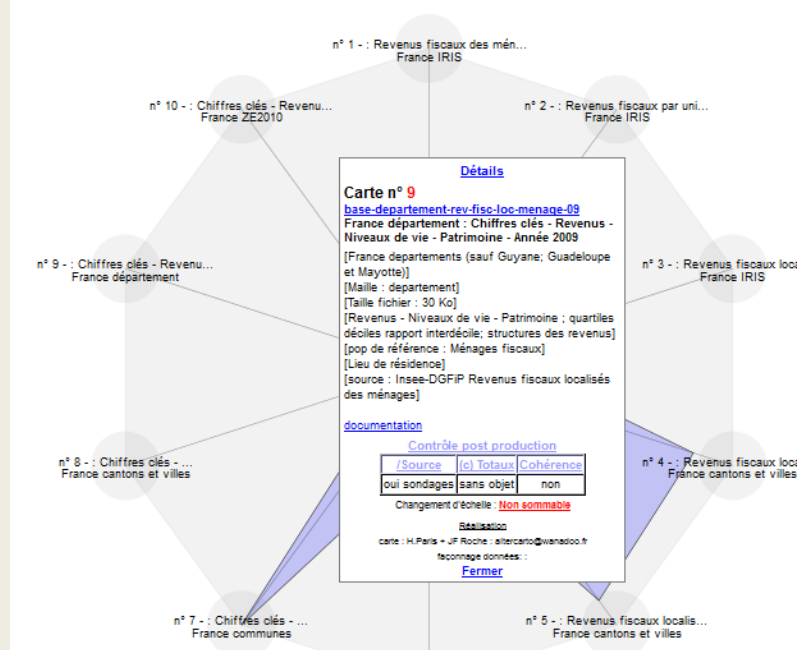 n° 1 - : Revenus fiscaux des mén...
France IRIS
n° 10 - : Chiffres clés - Revenu...
France ZE2010
n° 2 - : Revenus fiscaux par uni...
France IRIS
Détails
Carte n° 9
base-departement-rev-fisc-loc-menage-09
France département : Chiffres clés - Revenus -
Niveaux de vie - Patrimoine - Année 2009
[France departements (sauf Guyane; Guadeloupe
et Mayotte)]
[Maille : departement]
[Taille fichier : 30 Ko]
[Revenus - Niveaux de vie - Patrimoine ; quartiles
déciles rapport interdécile; structures des revenus]
[pop de référence : Ménages fiscaux]
[Lieu de résidence]
[source : Insee-DGFiP Revenus fiscaux localisés
des ménages]
documentation
Contrôle post production
/Source (c) Totaux Cohérence
oui sondages sans objet non
Changement d'échelle : Non sommable
Réalisation
carte : H.Paris + JF Roche : altercarto@wanadoo.fr
façonnage données: :
Fermer
n° 9 - : Chiffres clés - Revenu...
France département
n° 3 - : Revenus fiscaux loca
France IRIS
n° 8 - : Chiffres clés - ...
France cantons et villes
n° 4 - : Revenus fiscaux loca
France cantons et villes
n° 7 - : Chiffres clés - ...
France communes
n° 5 - : Revenus fiscaux localis...
France cantons et villes